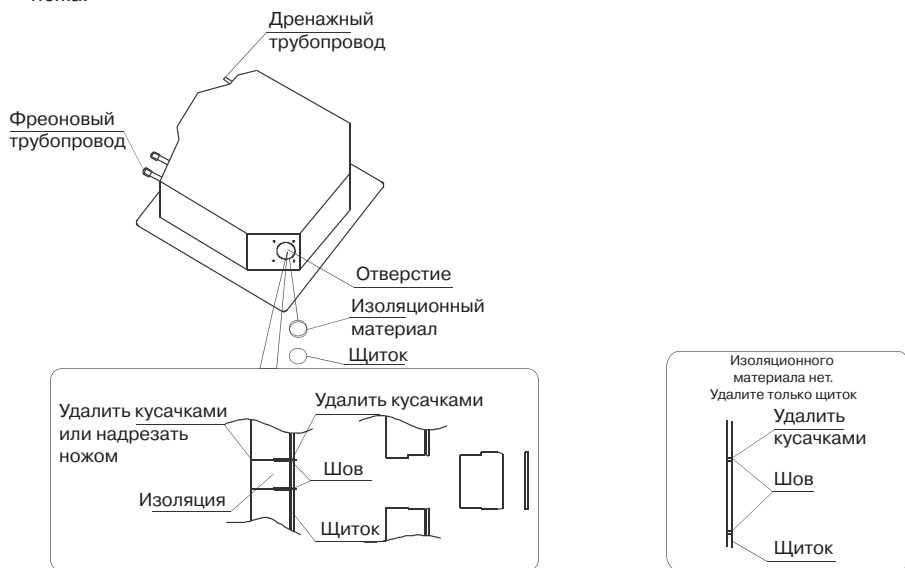 Дренажный
трубопровод
Фреоновый
трубопровод
Отверстие
Изоляционный
материал
Щиток
Удалить кусачками
или надрезать
ножом
Удалить кусачками
Шов
Изоляция
Щиток
Изоляционного
материала нет.
Удалите только щиток
Удалить
кусачками
Шов
Щиток